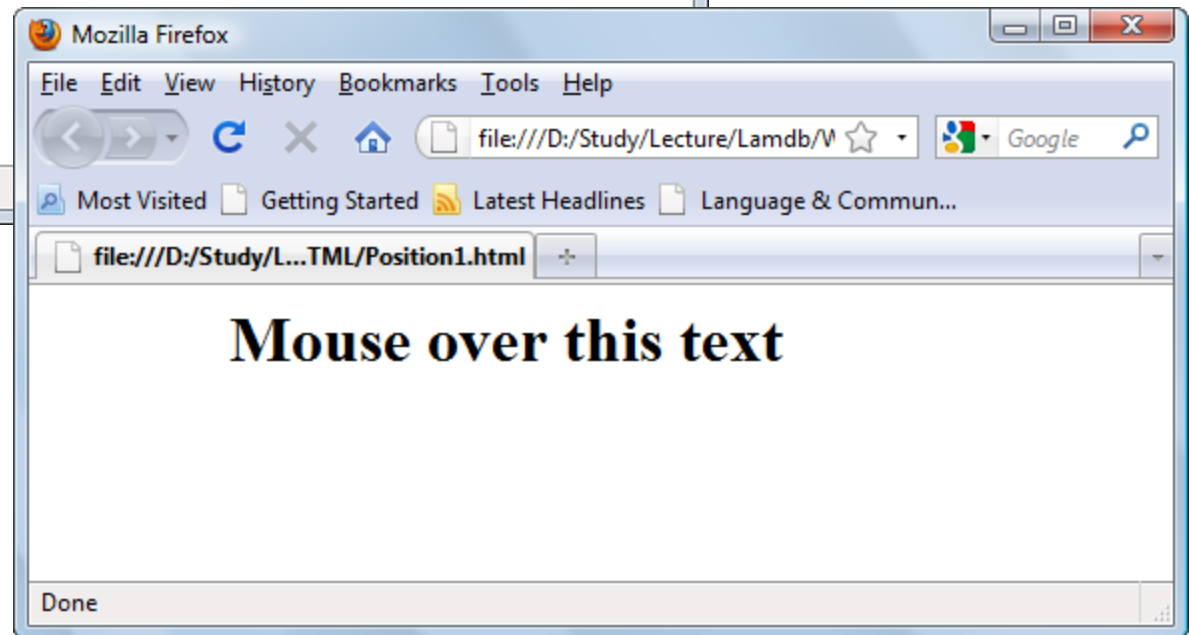 Mozilla Firefox
File Edit View History Bookmarks Tools Help
file:///D:/Study/Lecture/Lamdb/W Google
Most Visited Getting Started Latest Headlines Language & Commun...
file:///D:/Study/L...TML/Position1.html
Mouse over this text
Done